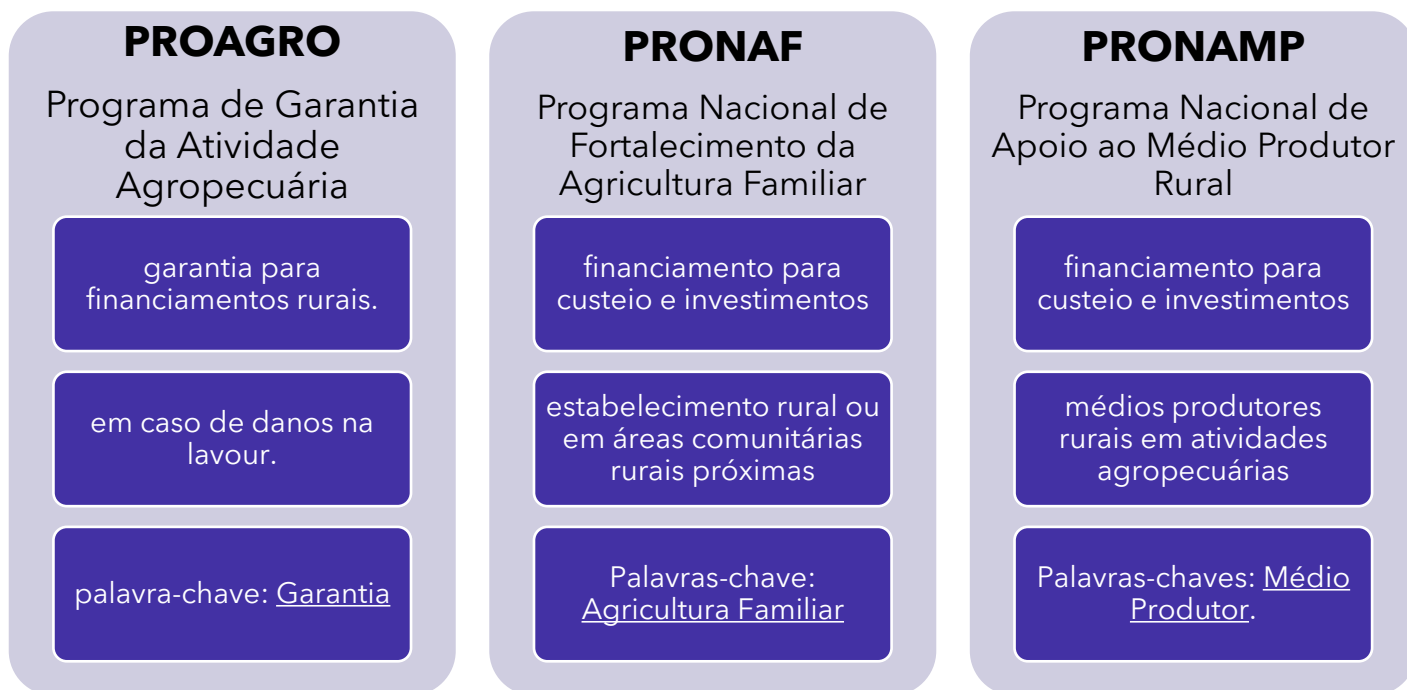 PROAGRO
Programa de Garantia
da Atividade
Agropecuária
garantia para
financiamentos rurais.
em caso de danos na
lavour.
palavra-chave: Garantia
PRONAF
Programa Nacional de
Fortalecimento da
Agricultura Familiar
financiamento para
custeio e investimentos
estabelecimento rural ou
em áreas comunitárias
rurais próximas
Palavras-chave:
Agricultura Familiar
PRONAMP
Programa Nacional de
Apoio ao Médio Produtor
Rural
financiamento para
custeio e investimentos
médios produtores
rurais em atividades
agropecuárias
Palavras-chaves: Médio
Produtor.